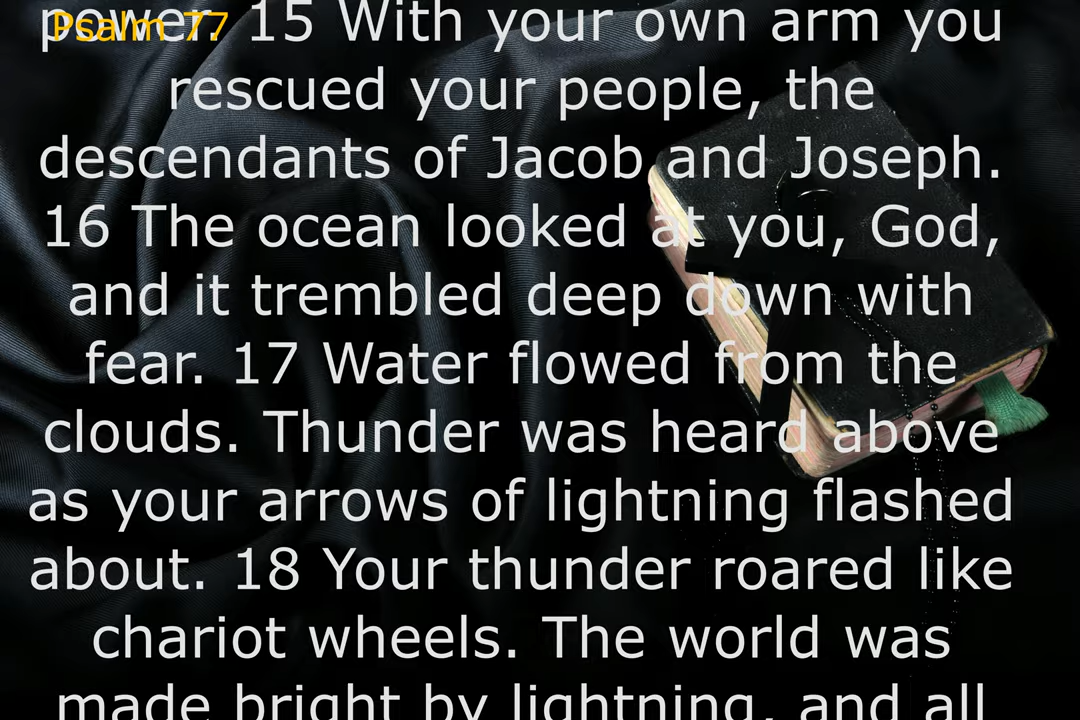 Psalm 77
power. 15 With your own arm you
rescued your people, the
descendants of Jacob and Joseph.
16 The ocean looked at you, God,
and it trembled deep down with
fear. 17 Water flowed from the
clouds. Thunder was heard above
as your arrows of lightning flashed
about. 18 Your thunder roared like
chariot wheels. The world was
made bright by lightning, and all